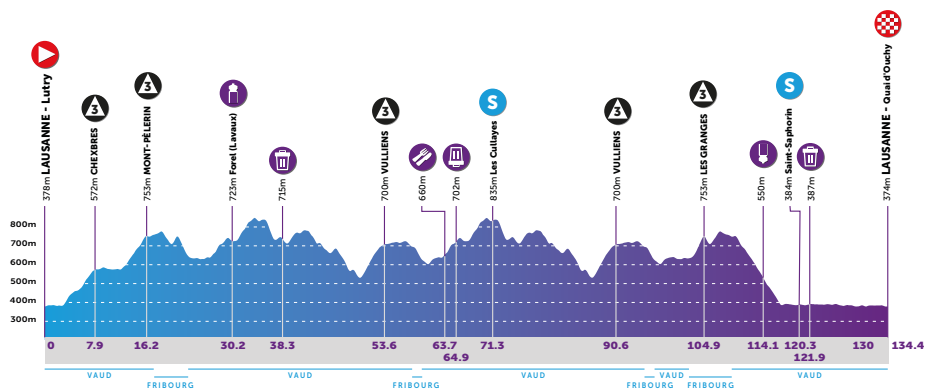 378m LAUSANNE - Lutry
572m CHEXBRES
3
753m MONT-PÈLERIN
3
723m Forel (Lavaux)
715m
700m VULLIENS
3
660m
702m
835m Les Cullayes
S
700m VULLIENS
3
753m LES GRANGES
3
550m
384m Saint-Saphorin
S
387m
374m LAUSANNE - Quai d'Ouchy
800m
700m
600m
500m
400m
300m
0 7.9 16.2 30.2 38.3 53.6 63.7 71.3 90.6 104.9 114.1 120.3 130 134.4
64.9 121.9
VAUD VAUD VAUD VAUD VAUD
FRIBOURG FRIBOURG FRIBOURG FRIBOURG